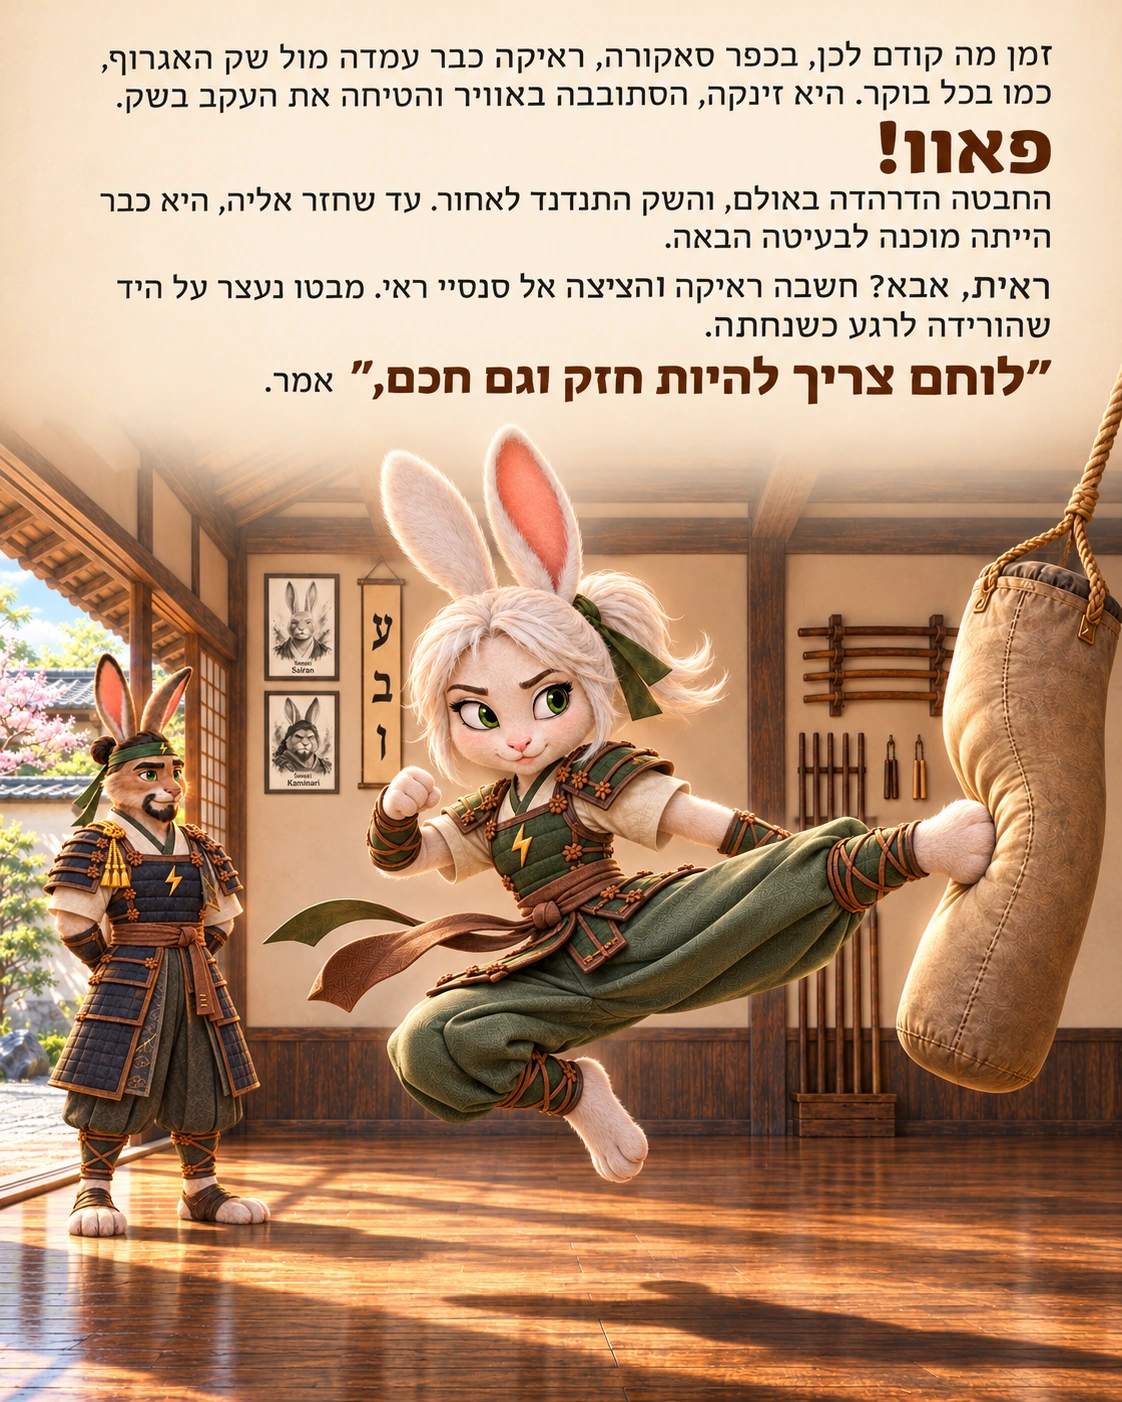 זמן מה קודם לכן, בכפר סאקורה, ראיקה כבר עמדה מול שק האגרוף,
כמו בכל בוקר. היא זינקה, הסתובבה באוויר והטיחה את העקב בשק.
פאוו!
החבטה הדרהדה באולם, והשק התנדנד לאחור. עד שחזר אליה, היא כבר
הייתה מוכנה לבעיטה הבאה.
ראית, אבא? חשבה ראיקה והציצה אל סנסיי ראי. מבטו נעצר על היד
שהורידה לרגע כשנחתה.
”לוחם צריך להיות חזק וגם חכם,” אמר.
ע
ב
ו
Sairan
Kaminari